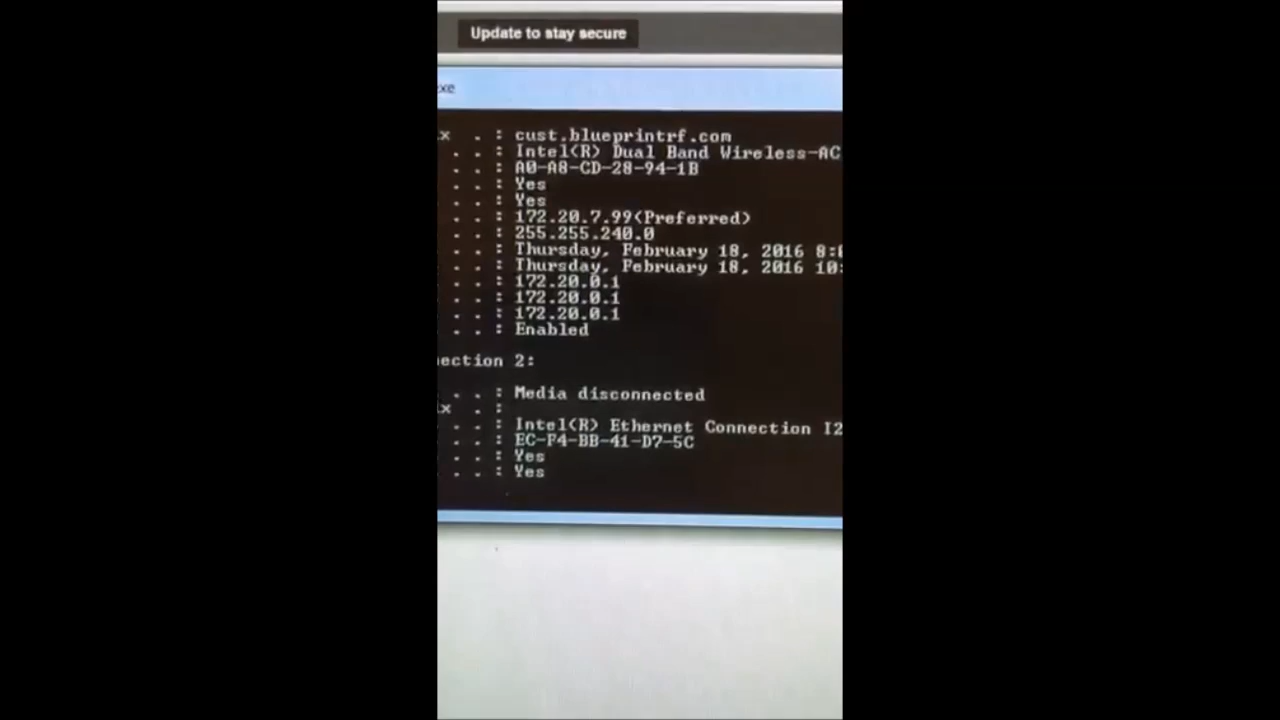 Update to stay secure
xe
x . : cust.blueprintrf.com
. . : Intel(R) Dual Band Wireless-AC
. . : A0-A8-CD-28-94-1B
. . : Yes
. . : Yes
. . : 172.20.7.99(Preferred)
. . : 255.255.240.0
. . : Thursday, February 18, 2016 8:
. . : Thursday, February 18, 2016 10:
. . : 172.20.0.1
. . : 172.20.0.1
. . : 172.20.0.1
. . : Enabled
ection 2:
. . : Media disconnected
x . :
. . : Intel(R) Ethernet Connection I2
. . : EC-F4-BB-41-D7-5C
. . : Yes
. . : Yes